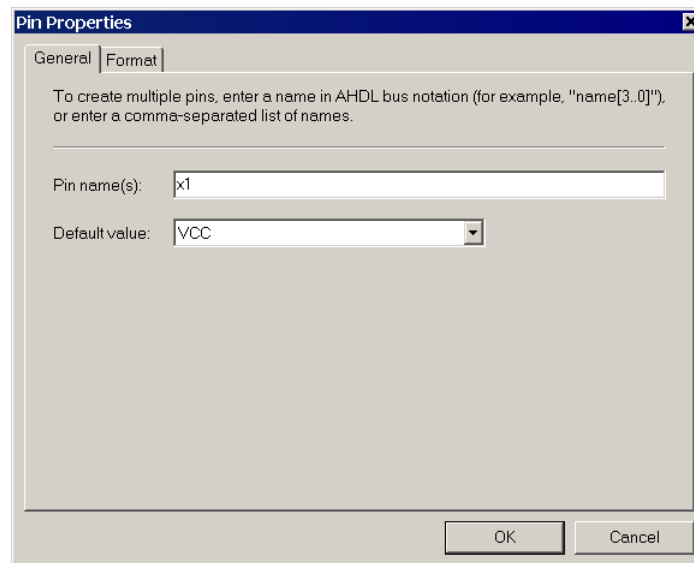 Pin Properties
General Format
To create multiple pins, enter a name in AHDL bus notation (for example, "name[3..0]"),
or enter a comma-separated list of names.
Pin name(s): x1
Default value: VCC
OK Cancel